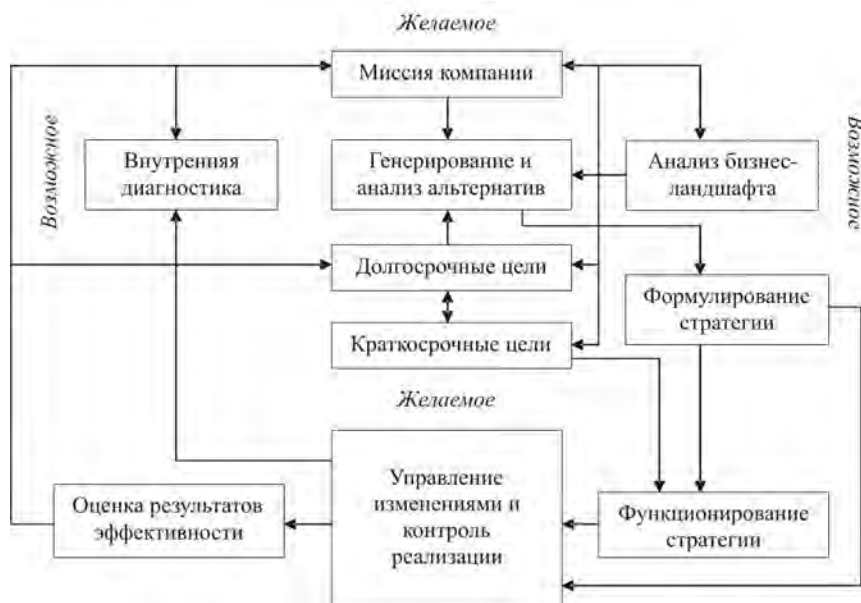 Желаемое
Миссия компании
Возможное
Внутренняя
диагностика
Генерирование и
анализ альтернатив
Анализ бизнес-
ландшафта
Возможное
Долгосрочные цели
Формулирование
стратегии
Краткосрочные цели
Желаемое
Управление
изменениями и
контроль
реализации
Оценка результатов
эффективности
Функционирование
стратегии